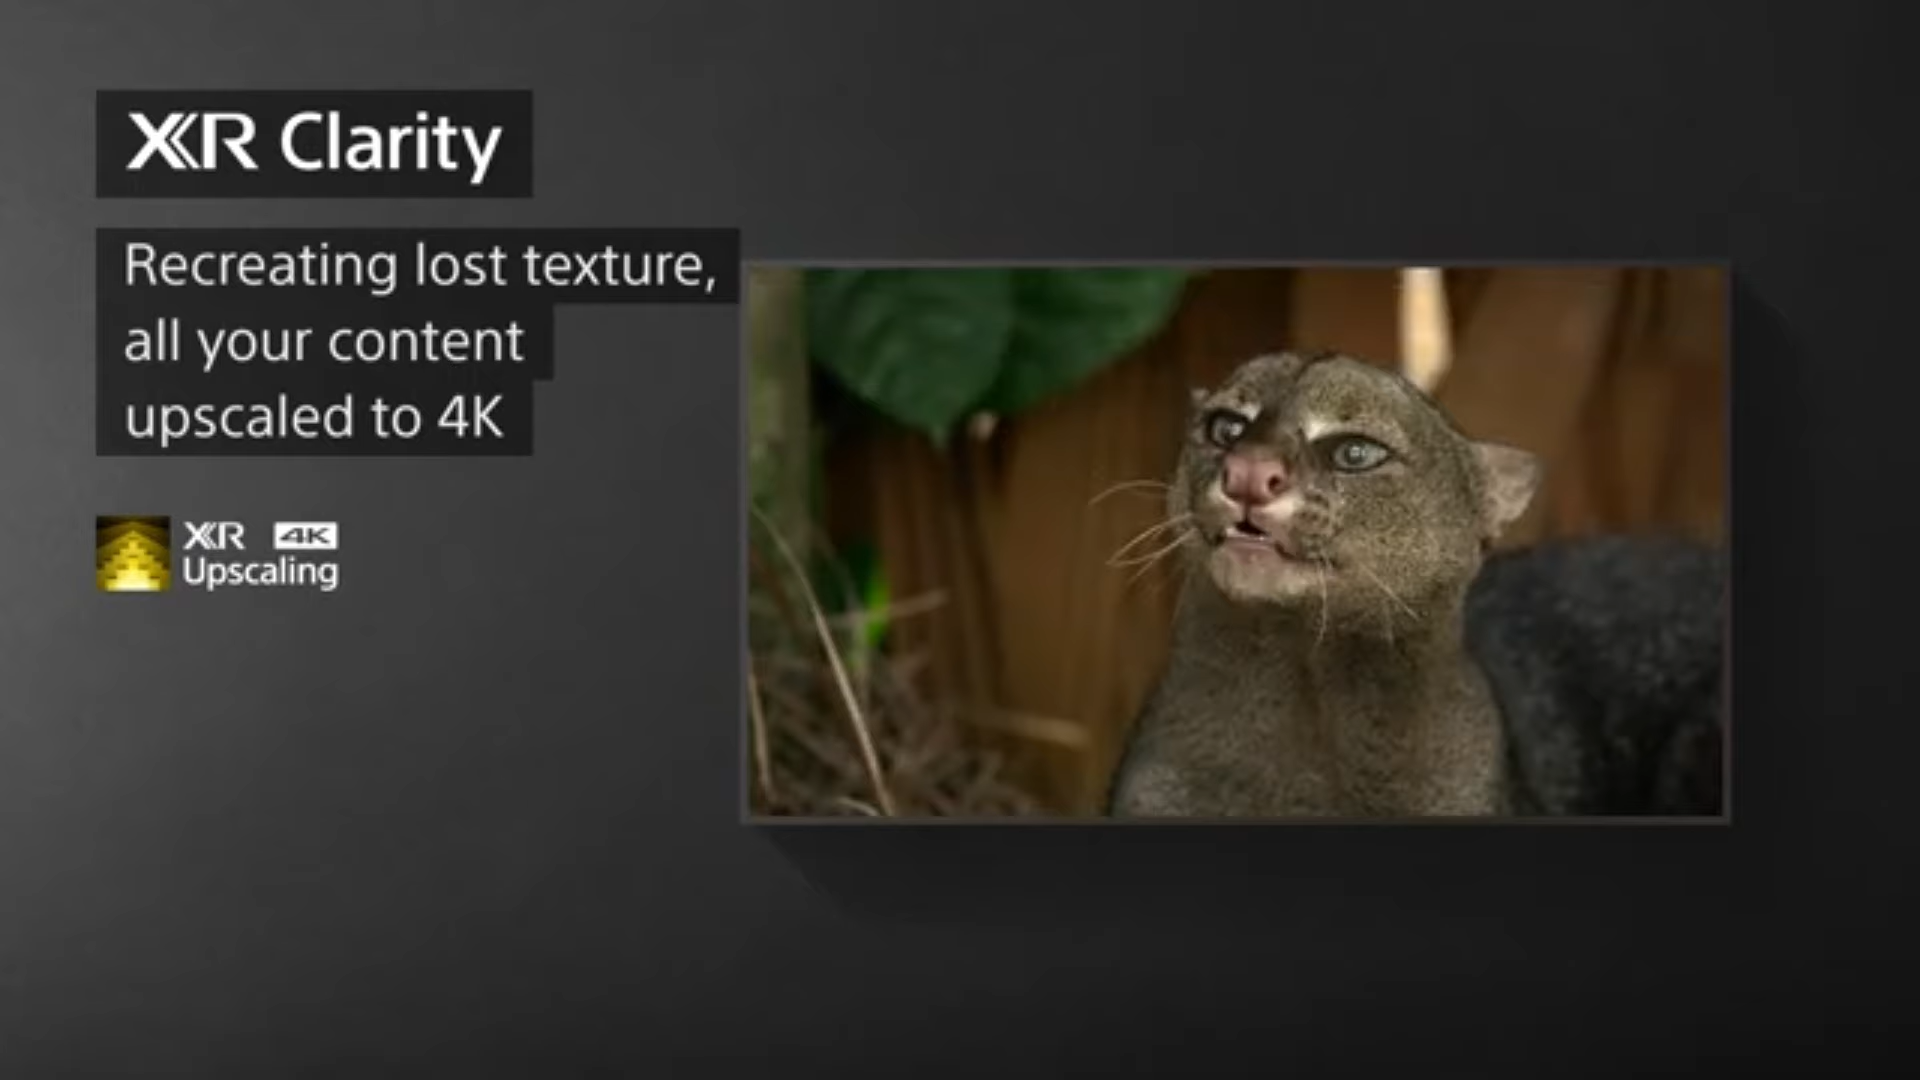 XR Clarity
Recreating lost texture,
all your content
upscaled to 4K
XR 4K
Upscaling